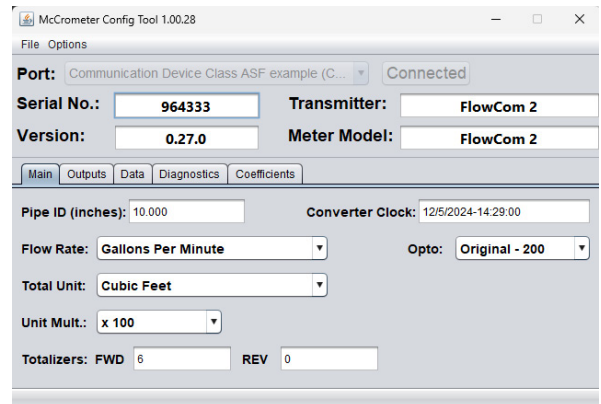 McCrometer Config Tool 1.00.28
File Options
Port: Communication Device Class ASF example (C... Connected
Serial No.: 964333 Transmitter: FlowCom 2
Version: 0.27.0 Meter Model: FlowCom 2
Main Outputs Data Diagnostics Coefficients
Pipe ID (inches): 10.000 Converter Clock: 12/5/2024-14:29:00
Flow Rate: Gallons Per Minute Opto: Original - 200
Total Unit: Cubic Feet
Unit Mult.: x 100
Totalizers: FWD 6 REV 0